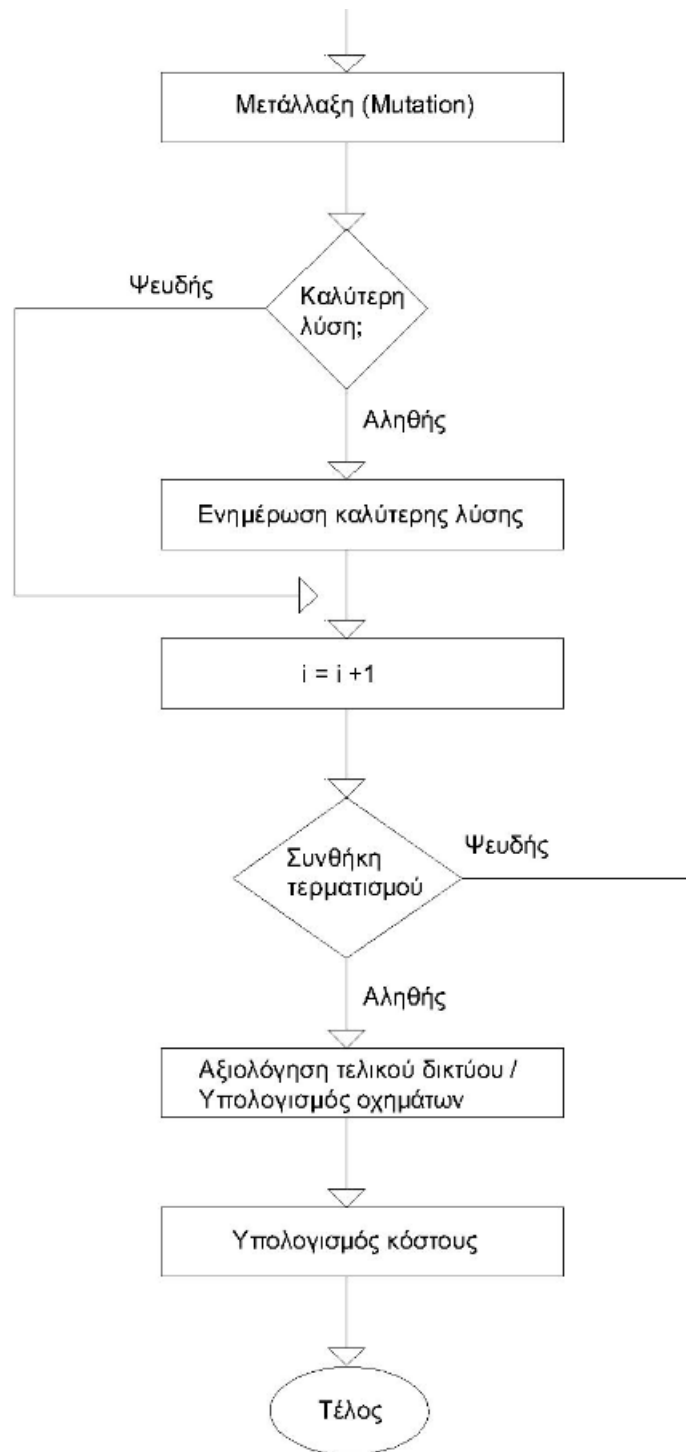 Μετάλλαξη (Mutation)
Ψευδής
Καλύτερη
λύση;
Αληθής
Ενημέρωση καλύτερης λύσης
i = i +1
Ψευδής
Συνθήκη
τερματισμού
Αληθής
Αξιολόγηση τελικού δικτύου /
Υπολογισμός οχημάτων
Υπολογισμός κόστους
Τέλος